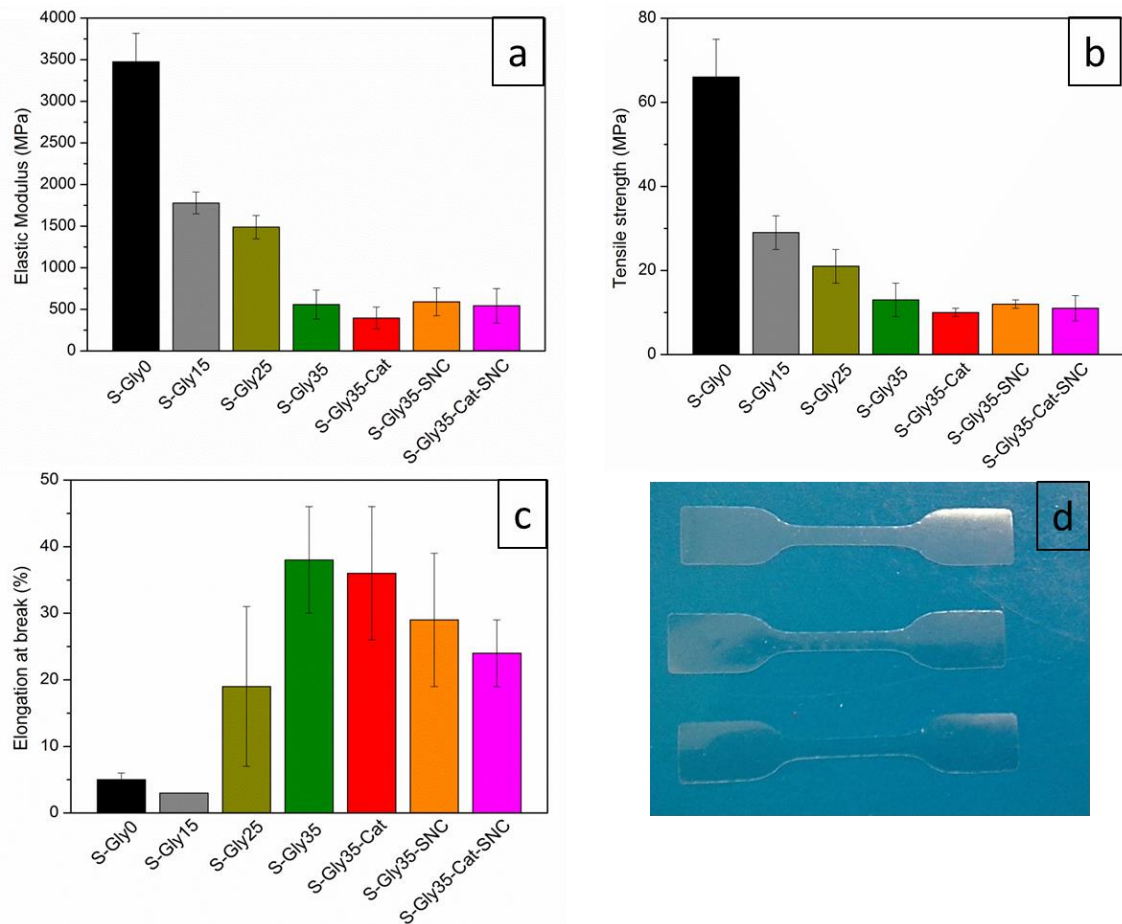 a
Elastic Modulus (MPa)
4000
3500
3000
2500
2000
1500
1000
500
0
S-Gly0
S-Gly15
S-Gly25
S-Gly35
S-Gly35-Cat
S-Gly35-SNC
S-Gly35-Cat-SNC
b
Tensile strength (MPa)
80
60
40
20
0
S-Gly0
S-Gly15
S-Gly25
S-Gly35
S-Gly35-Cat
S-Gly35-SNC
S-Gly35-Cat-SNC
c
Elongation at break (%)
50
40
30
20
10
0
S-Gly0
S-Gly15
S-Gly25
S-Gly35
S-Gly35-Cat
S-Gly35-SNC
S-Gly35-Cat-SNC
d